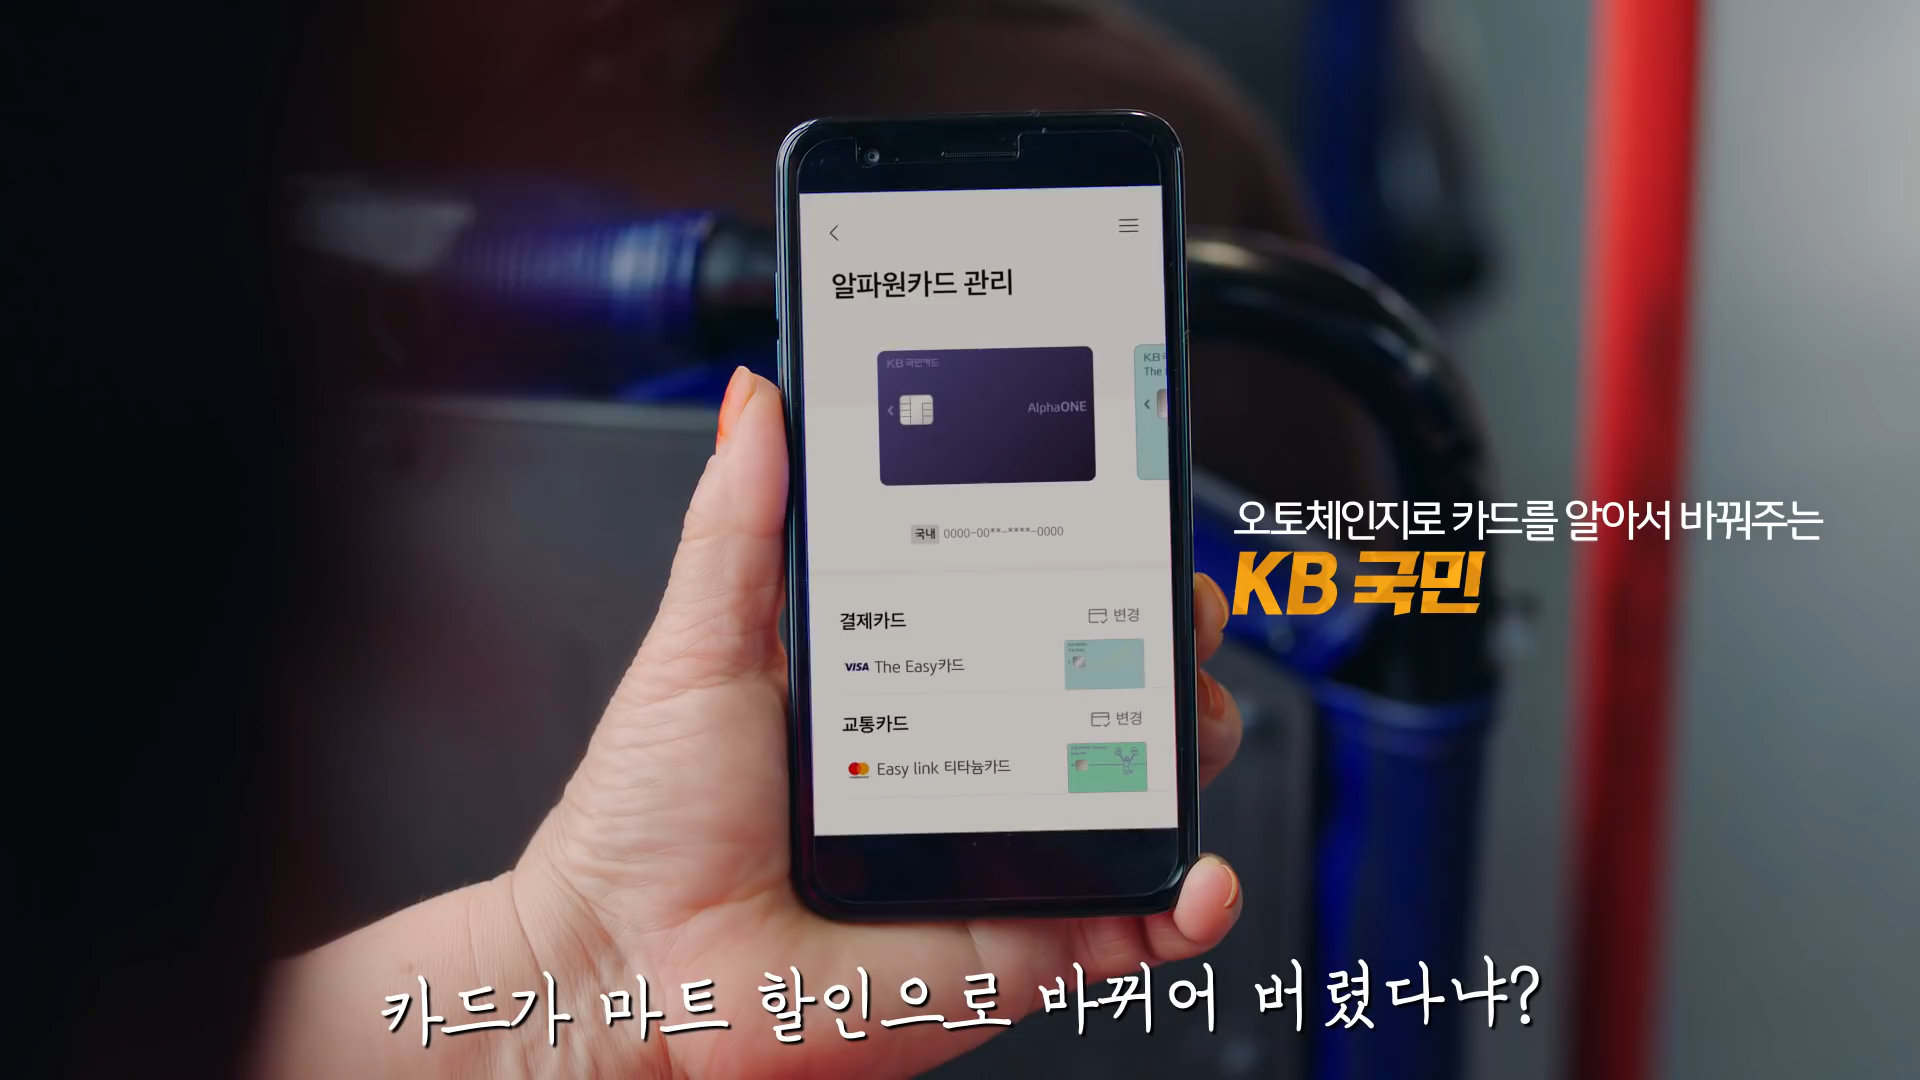 알파원카드 관리
KB 국민카드
AlphaONE
KB
The
국내 0000-00**-****-0000
결제카드
변경
VISA The Easy카드
교통카드
변경
Easy link 티타늄카드
오토체인지로 카드를 알아서 바꿔주는
KB 국민
카드가 마트 할인으로 바뀌어 버렸다냐?